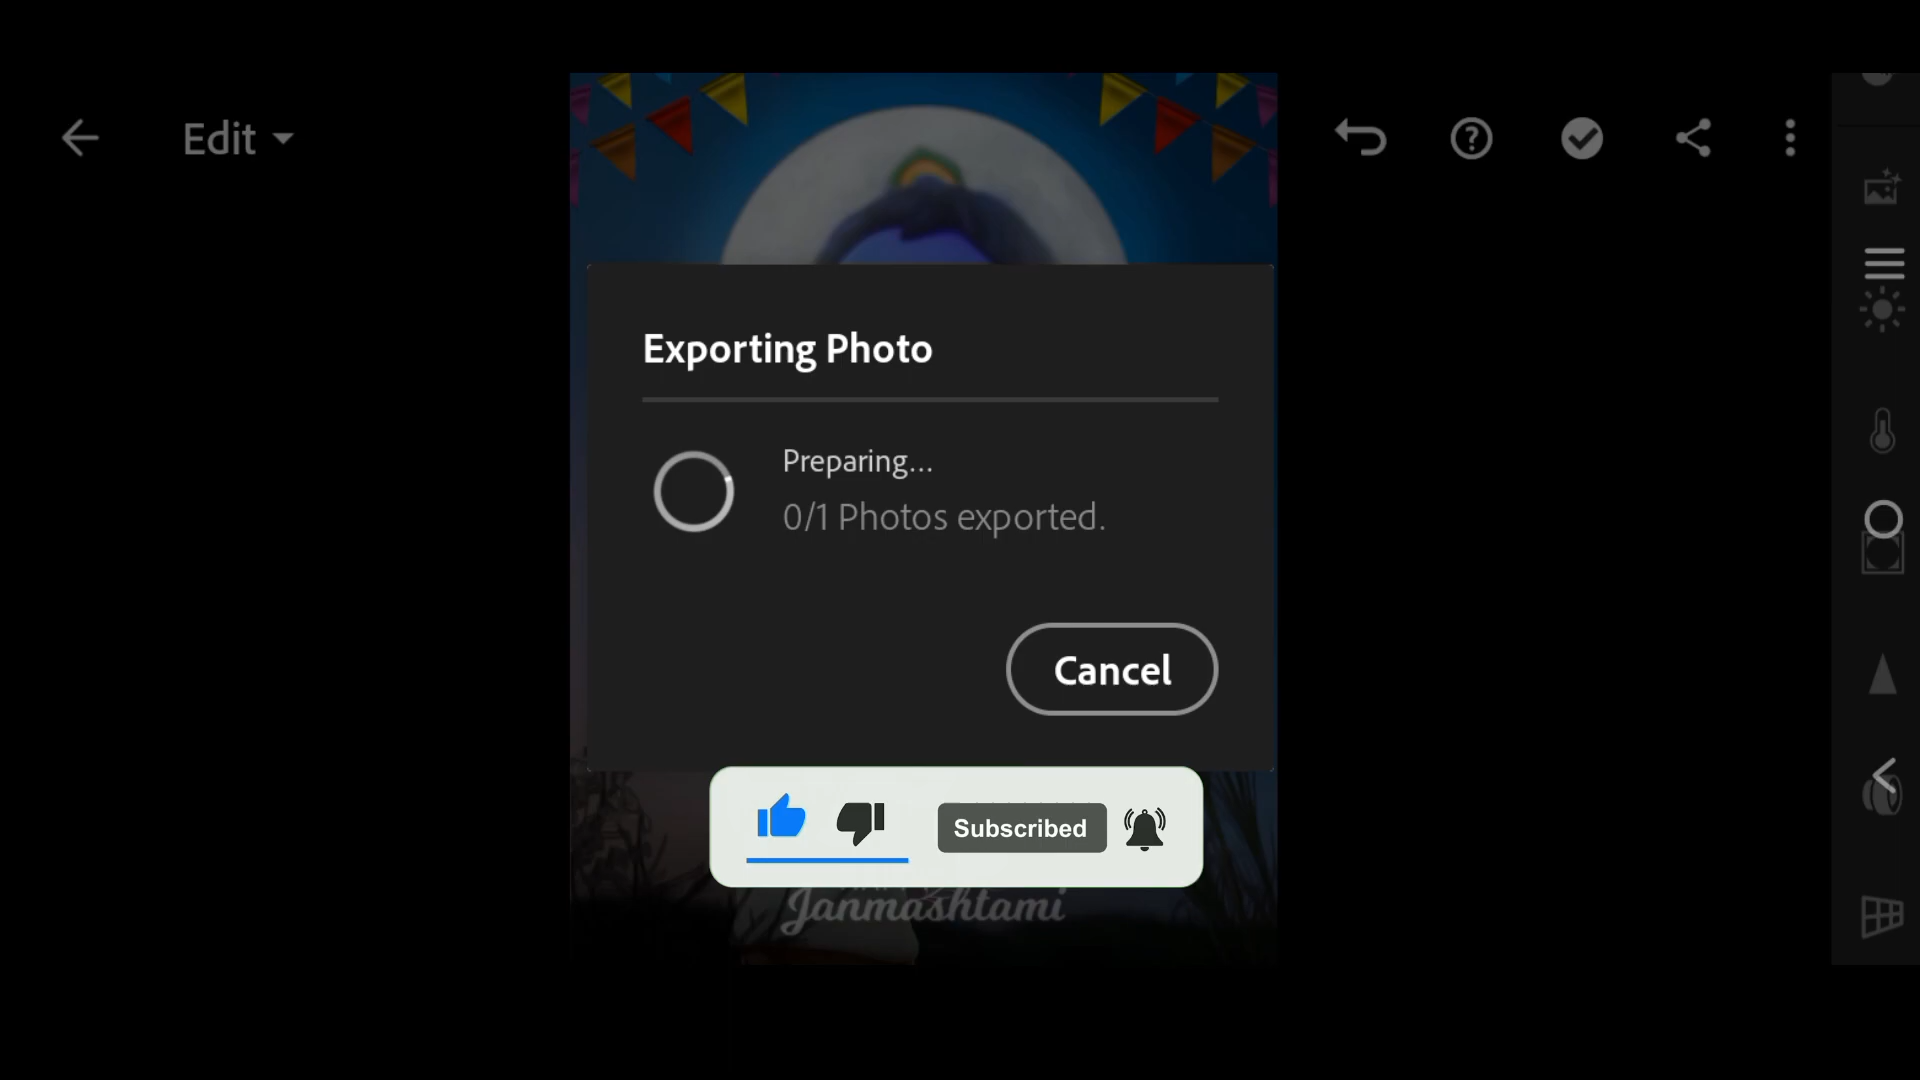 Edit
Exporting Photo
Preparing...
0/1 Photos exported.
Cancel
Subscribed
Janmashtami